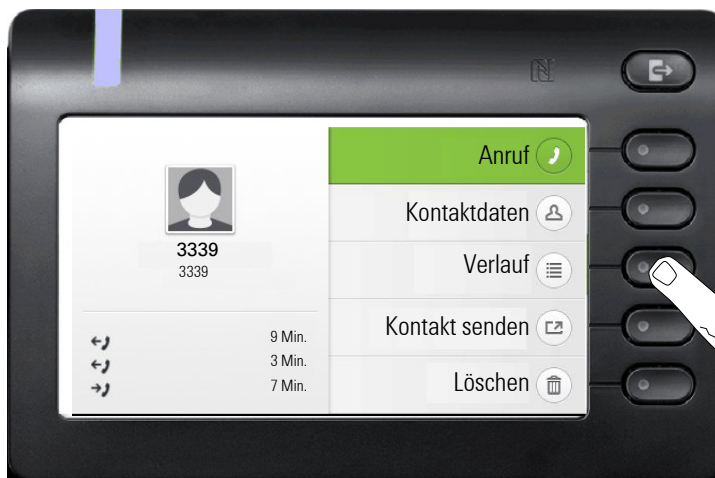 3339
3339
9 Min.
3 Min.
7 Min.
Anruf
Kontaktdaten
Verlauf
Kontakt senden
Löschen